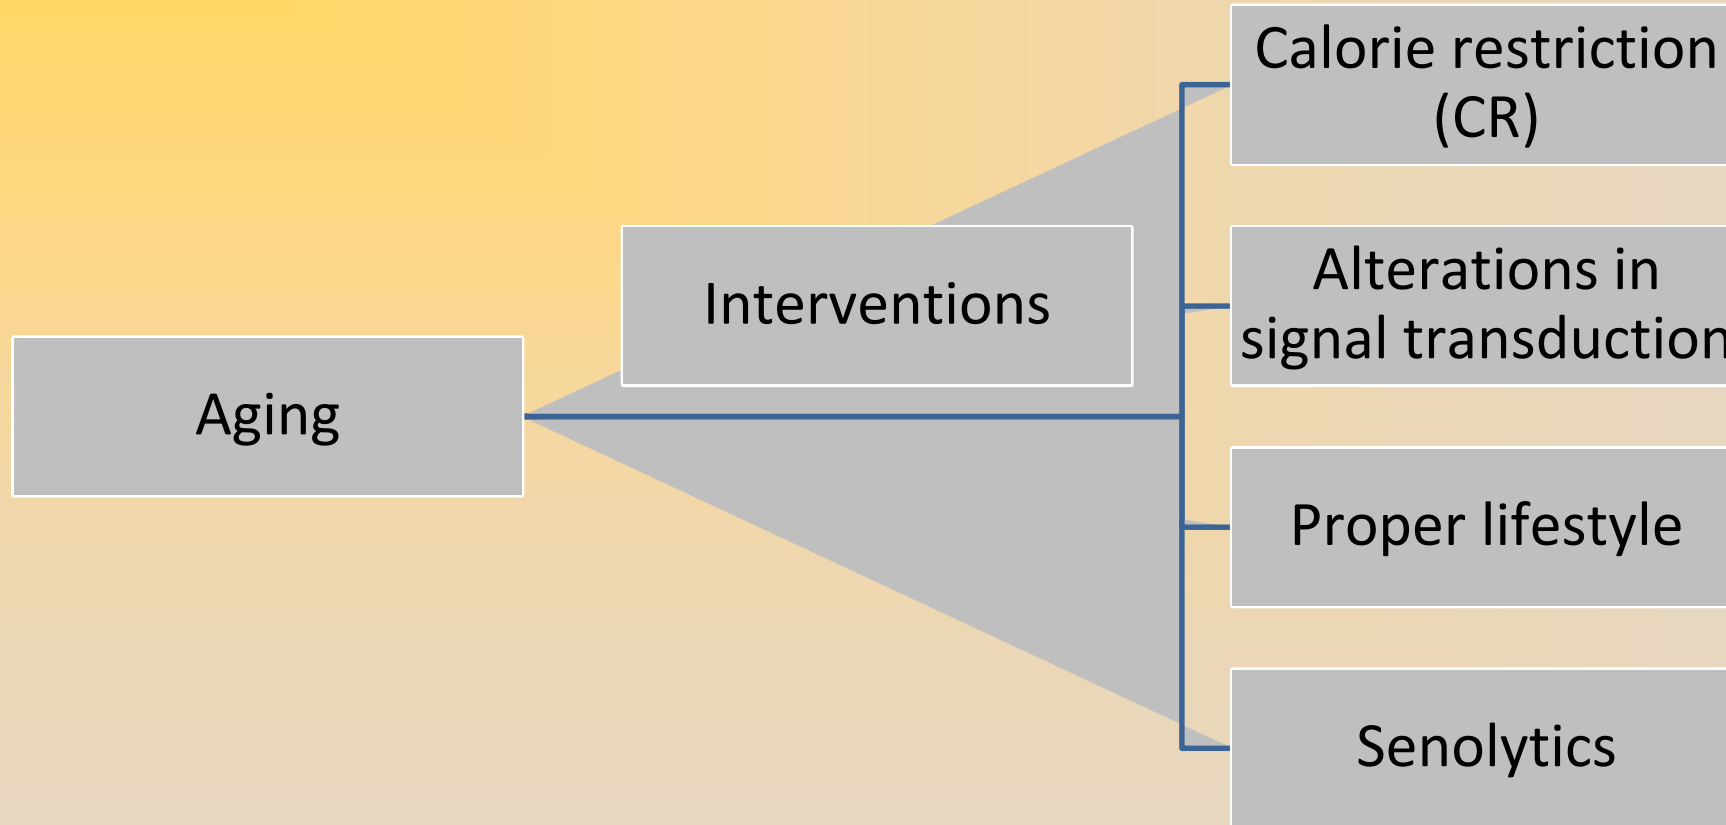 Aging
Interventions
Calorie restriction
(CR)
Alterations in
signal transduction
Proper lifestyle
Senolytics